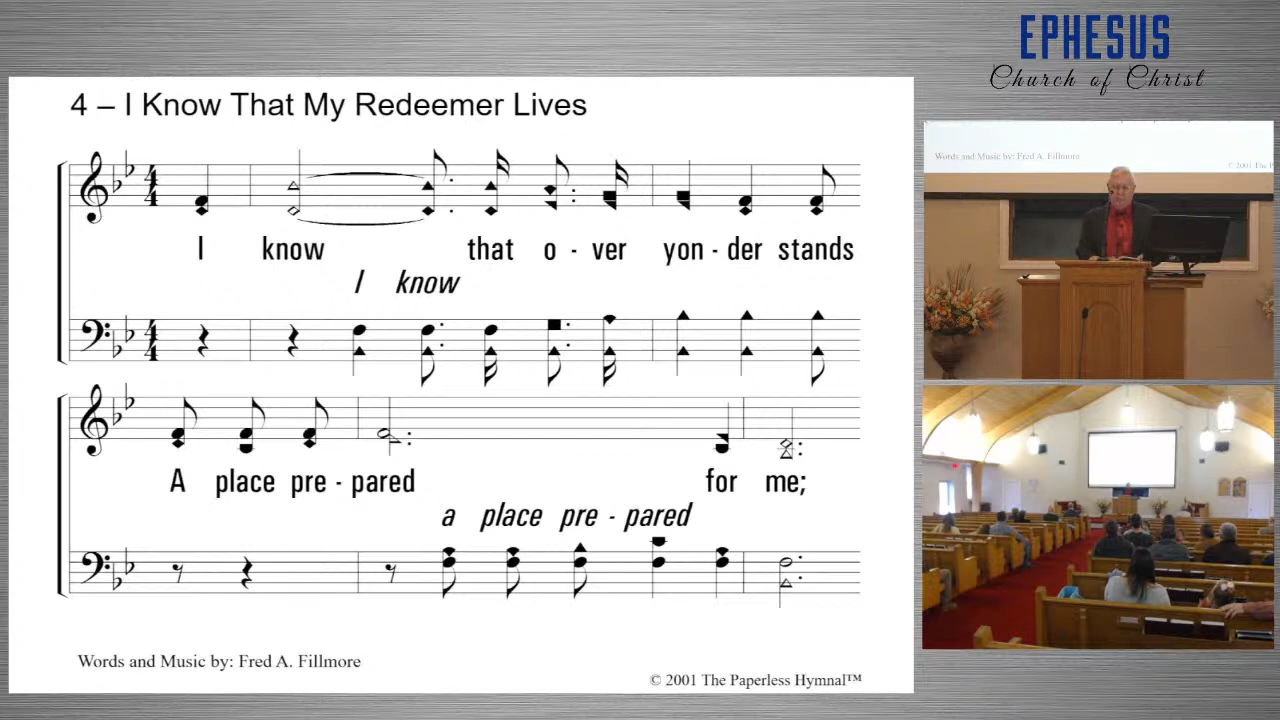 EPHESUS
Church of Christ
4 – I Know That My Redeemer Lives
I know that o - ver yon - der stands
I know
A place pre - pared for me;
a place pre - pared
Words and Music by: Fred A. Fillmore
© 2001 The Paperless Hymnal™
Words and Music by: Fred A. Fillmore
© 2001 The P